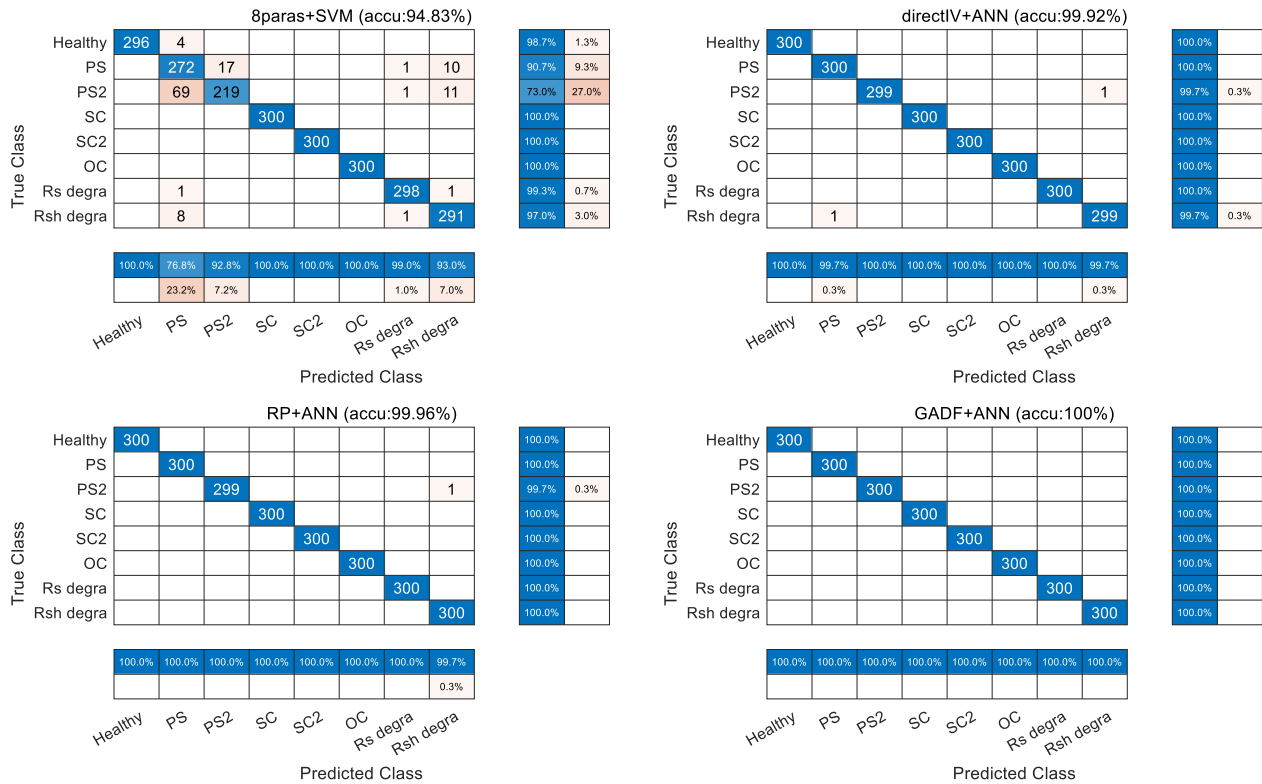 8paras+SVM (accu:94.83%)
Healthy 296 4 98.7% 1.3%
PS 272 17 1 10 90.7% 9.3%
PS2 69 219 1 11 73.0% 27.0%
SC 300 100.0%
SC2 300 100.0%
OC 300 100.0%
Rs degra 1 298 1 99.3% 0.7%
Rsh degra 8 1 291 97.0% 3.0%
True Class
100.0% 76.8% 92.8% 100.0% 100.0% 100.0% 99.0% 93.0%
23.2% 7.2% 1.0% 7.0%
Healthy PS PS2 SC SC2 OC Rs degra Rsh degra
Predicted Class
directIV+ANN (accu:99.92%)
Healthy 300 100.0%
PS 300 100.0%
PS2 299 1 99.7% 0.3%
SC 300 100.0%
SC2 300 100.0%
OC 300 100.0%
Rs degra 300 100.0%
Rsh degra 1 299 99.7% 0.3%
True Class
100.0% 99.7% 100.0% 100.0% 100.0% 100.0% 100.0% 99.7%
0.3% 0.3%
Healthy PS PS2 SC SC2 OC Rs degra Rsh degra
Predicted Class
RP+ANN (accu:99.96%)
Healthy 300 100.0%
PS 300 100.0%
PS2 299 1 99.7% 0.3%
SC 300 100.0%
SC2 300 100.0%
OC 300 100.0%
Rs degra 300 100.0%
Rsh degra 300 100.0%
True Class
100.0% 100.0% 100.0% 100.0% 100.0% 100.0% 100.0% 99.7%
0.3%
Healthy PS PS2 SC SC2 OC Rs degra Rsh degra
Predicted Class
GADF+ANN (accu:100%)
Healthy 300 100.0%
PS 300 100.0%
PS2 300 100.0%
SC 300 100.0%
SC2 300 100.0%
OC 300 100.0%
Rs degra 300 100.0%
Rsh degra 300 100.0%
True Class
100.0% 100.0% 100.0% 100.0% 100.0% 100.0% 100.0% 100.0%
Healthy PS PS2 SC SC2 OC Rs degra Rsh degra
Predicted Class